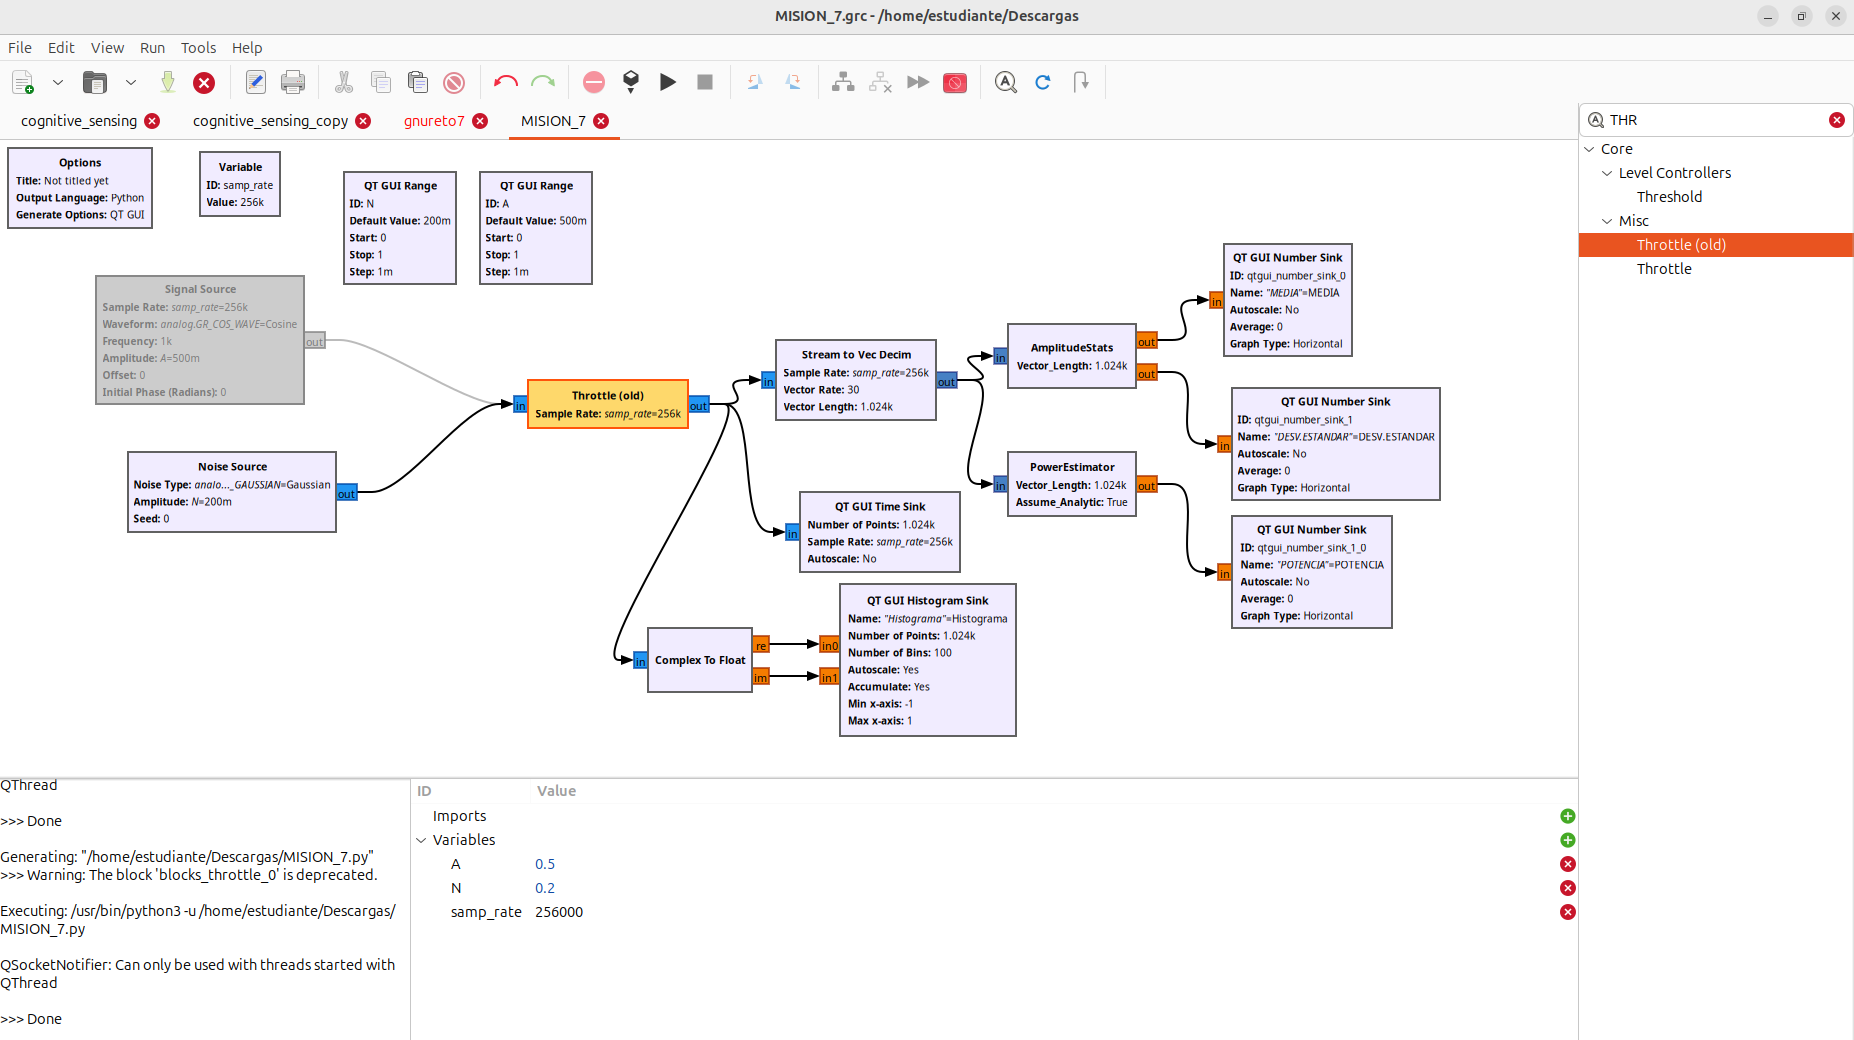 MISION_7.grc - /home/estudiante/Descargas
File Edit View Run Tools Help
cognitive_sensing
cognitive_sensing_copy
gnureto7
MISION_7
THR
Core
Level Controllers
Threshold
Misc
Throttle (old)
Throttle
Options
Title: Not titled yet
Output Language: Python
Generate Options: QT GUI
Variable
ID: samp_rate
Value: 256k
QT GUI Range
ID: N
Default Value: 200m
Start: 0
Stop: 1
Step: 1m
QT GUI Range
ID: A
Default Value: 500m
Start: 0
Stop: 1
Step: 1m
Signal Source
Sample Rate: samp_rate=256k
Waveform: analog.GR_COS_WAVE=Cosine
Frequency: 1k
Amplitude: A=500m
Offset: 0
Initial Phase (Radians): 0
out
Noise Source
Noise Type: analo..._GAUSSIAN=Gaussian
Amplitude: N=200m
Seed: 0
out
in
Throttle (old)
Sample Rate: samp_rate=256k
out
in
Stream to Vec Decim
Sample Rate: samp_rate=256k
Vector Rate: 30
Vector Length: 1.024k
out
in
QT GUI Time Sink
Number of Points: 1.024k
Sample Rate: samp_rate=256k
Autoscale: No
in
Complex To Float
re
im
in0
in1
QT GUI Histogram Sink
Name: "Histograma"=Histograma
Number of Points: 1.024k
Number of Bins: 100
Autoscale: Yes
Accumulate: Yes
Min x-axis: -1
Max x-axis: 1
in
AmplitudeStats
Vector_Length: 1.024k
out
out
in
PowerEstimator
Vector_Length: 1.024k
Assume_Analytic: True
out
in
QT GUI Number Sink
ID: qtgui_number_sink_0
Name: "MEDIA"=MEDIA
Autoscale: No
Average: 0
Graph Type: Horizontal
in
QT GUI Number Sink
ID: qtgui_number_sink_1
Name: "DESV.ESTANDAR"=DESV.ESTANDAR
Autoscale: No
Average: 0
Graph Type: Horizontal
in
QT GUI Number Sink
ID: qtgui_number_sink_1_0
Name: "POTENCIA"=POTENCIA
Autoscale: No
Average: 0
Graph Type: Horizontal
QThread
>>> Done
Generating: "/home/estudiante/Descargas/MISION_7.py"
>>> Warning: The block 'blocks_throttle_0' is deprecated.
Executing: /usr/bin/python3 -u /home/estudiante/Descargas/
MISION_7.py
QSocketNotifier: Can only be used with threads started with
QThread
>>> Done
ID Value
Imports
Variables
A 0.5
N 0.2
samp_rate 256000